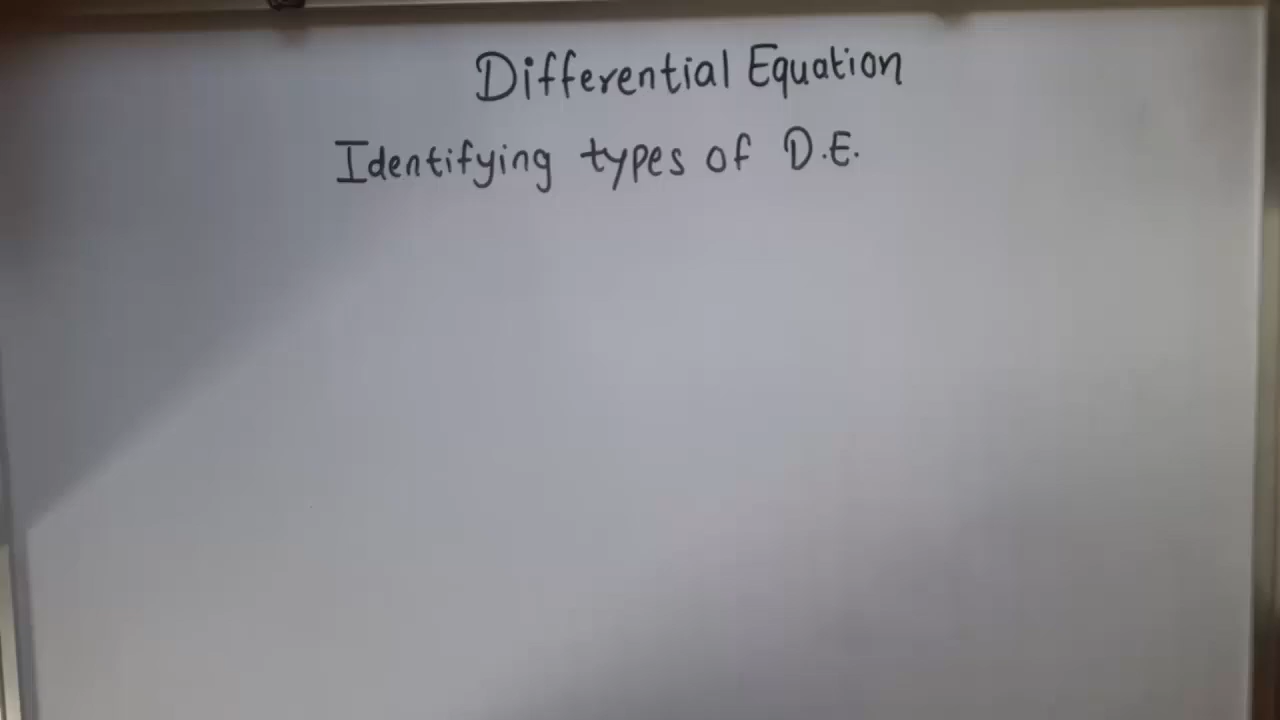 Differential Equation
Identifying types of D.E.